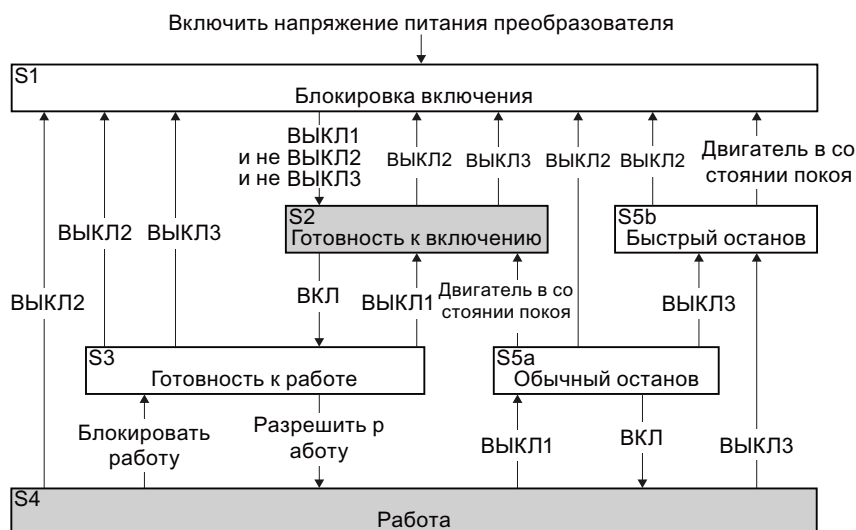 Включить напряжение питания преобразователя
S1
Блокировка включения
ВЫКЛ1
и не ВЫКЛ2
и не ВЫКЛ3
ВЫКЛ2
ВЫКЛ3
ВЫКЛ2
ВЫКЛ2
Двигатель в со
стоянии покоя
S2
Готовность к включению
S5b
Быстрый останов
ВЫКЛ2
ВЫКЛ3
ВЫКЛ2
ВКЛ
ВЫКЛ1
Двигатель в со
стоянии покоя
ВЫКЛ3
S3
Готовность к работе
S5a
Обычный останов
Блокировать
работу
Разрешить р
аботу
ВЫКЛ1
ВКЛ
ВЫКЛ3
S4
Работа